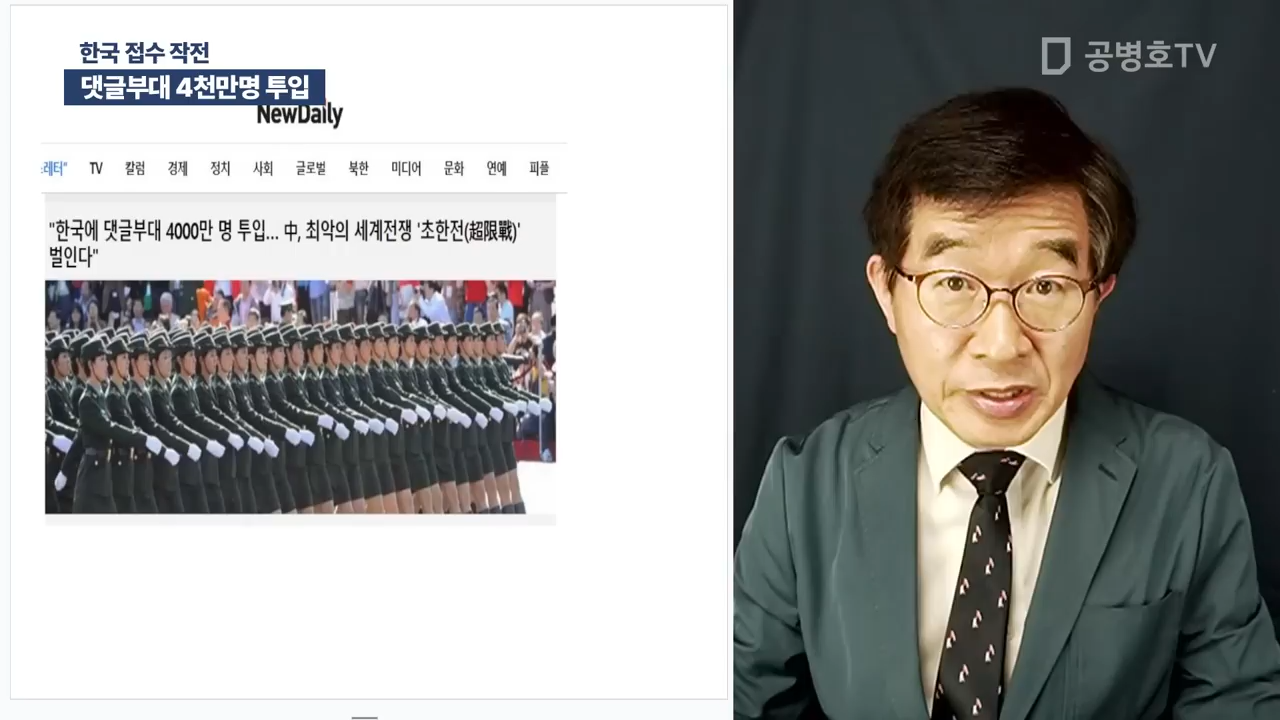 한국 접수 작전
댓글부대 4천만명 투입
공병호TV
NewDaily
레터" TV 칼럼 경제 정치 사회 글로벌 북한 미디어 문화 연예 피플
"한국에 댓글부대 4000만 명 투입... 中, 최악의 세계전쟁 '초한전(超限戰)'
벌인다"